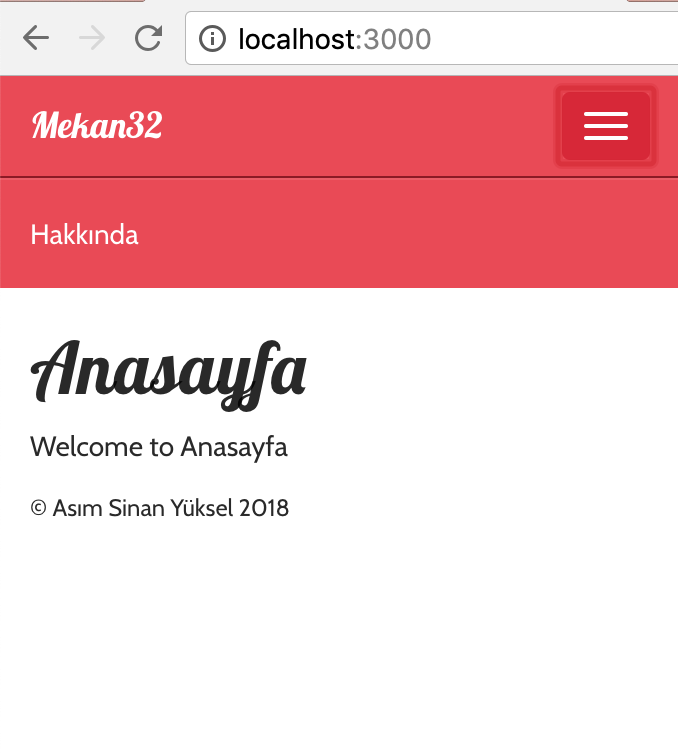 localhost:3000
Mekan32
Hakkında
Anasayfa
Welcome to Anasayfa
© Asım Sinan Yüksel 2018